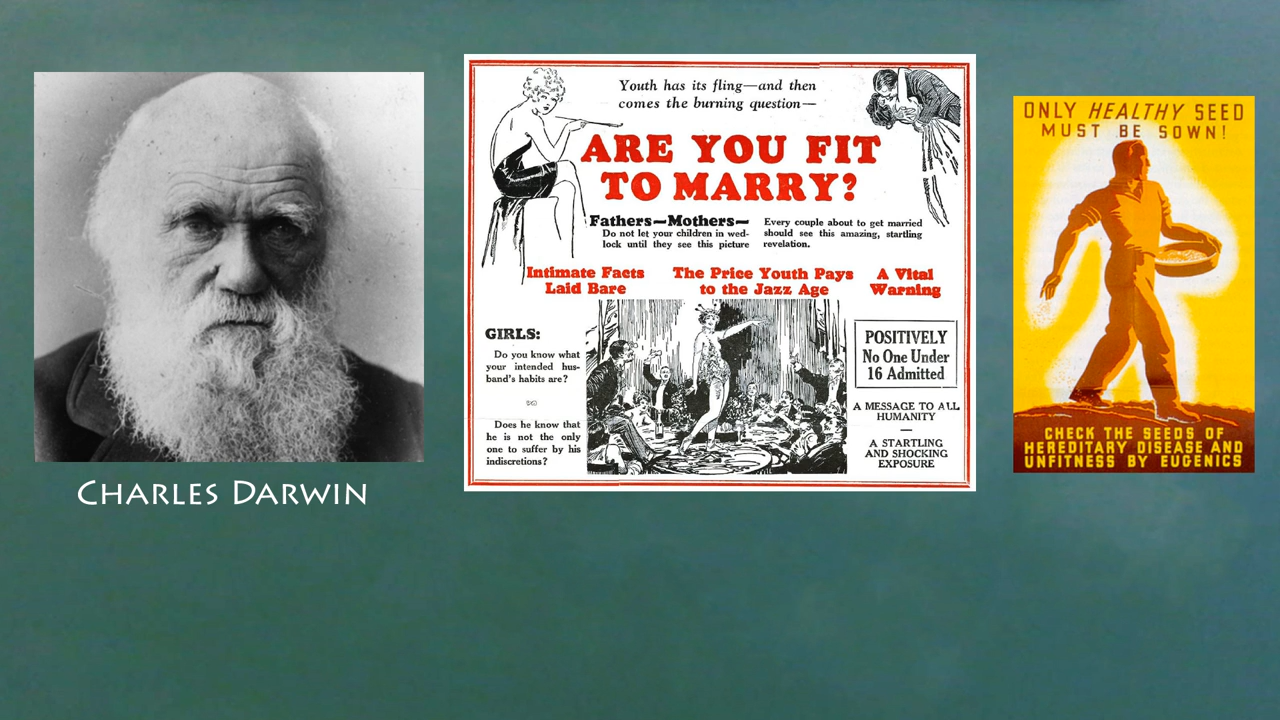 CHARLES DARWIN
Youth has its fling—and then
comes the burning question—
ARE YOU FIT
TO MARRY?
Fathers—Mothers—
Do not let your children in wed-
lock until they see this picture
Every couple about to get married
should see this amazing, startling
revelation.
Intimate Facts
Laid Bare
The Price Youth Pays
to the Jazz Age
A Vital
Warning
GIRLS:
Do you know what
your intended hus-
band's habits are?
Does he know that
he is not the only
one to suffer by his
indiscretions?
POSITIVELY
No One Under
16 Admitted
A MESSAGE TO ALL
HUMANITY
A STARTLING
AND SHOCKING
EXPOSURE
ONLY HEALTHY SEED
MUST BE SOWN!
CHECK THE SEEDS OF
HEREDITARY DISEASE AND
UNFITNESS BY EUGENICS